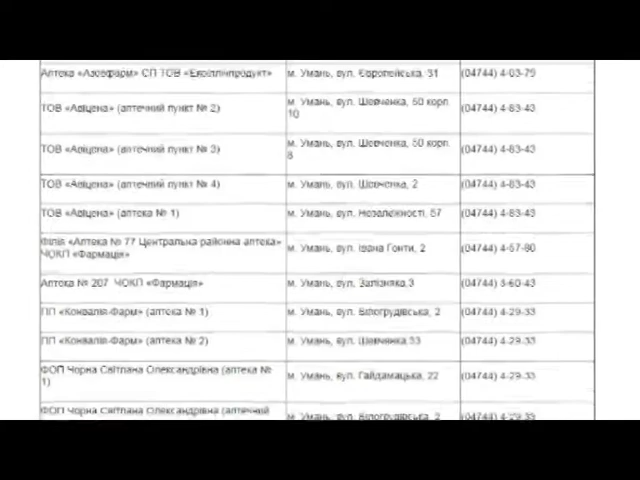 Аптека «Азовфарм» СП ТОВ «Екоплінпродукт»
м. Умань, вул. Європейська, 31
(04744) 4-03-79
ТОВ «Авіцена» (аптечний пункт № 2)
м. Умань, вул. Шевченка, 50 корп.
10
(04744) 4-83-43
ТОВ «Авіцена» (аптечний пункт № 3)
м. Умань, вул. Шевченка, 50 корп.
8
(04744) 4-83-43
ТОВ «Авіцена» (аптечний пункт № 4)
м. Умань, вул. Шевченка, 2
(04744) 4-83-43
ТОВ «Авіцена» (аптека № 1)
м. Умань, вул. Незалежності, 57
(04744) 4-83-43
Філія «Аптека № 77 Центральна районна аптека»
ЧОКП «Фармація»
м. Умань, вул. Івана Гонти, 2
(04744) 4-57-80
Аптека № 207 ЧОКП «Фармація»
м. Умань, вул. Залізняка,3
(04744) 3-60-43
ПП «Конвалія-Фарм» (аптека № 1)
м. Умань, вул. Білогрудівська, 2
(04744) 4-29-33
ПП «Конвалія-Фарм» (аптека № 2)
м. Умань, вул. Шевченка,33
(04744) 4-29-33
ФОП Чорна Світлана Олександрівна (аптека №
1)
м. Умань, вул. Гайдамацька, 22
(04744) 4-29-33
ФОП Чорна Світлана Олександрівна (аптечний
м. Умань, вул. Білогрудівська, 2
(04744) 4-29-33